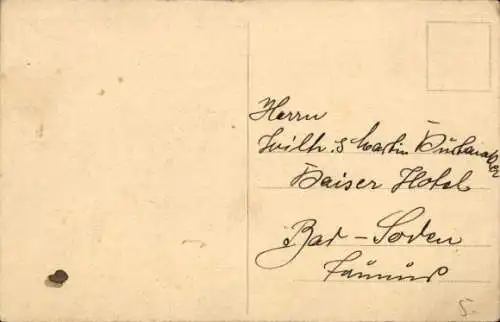 Herrn
Wilh. & Martin
Kaiser Hotel
Bad-Soden
Taunus
5.